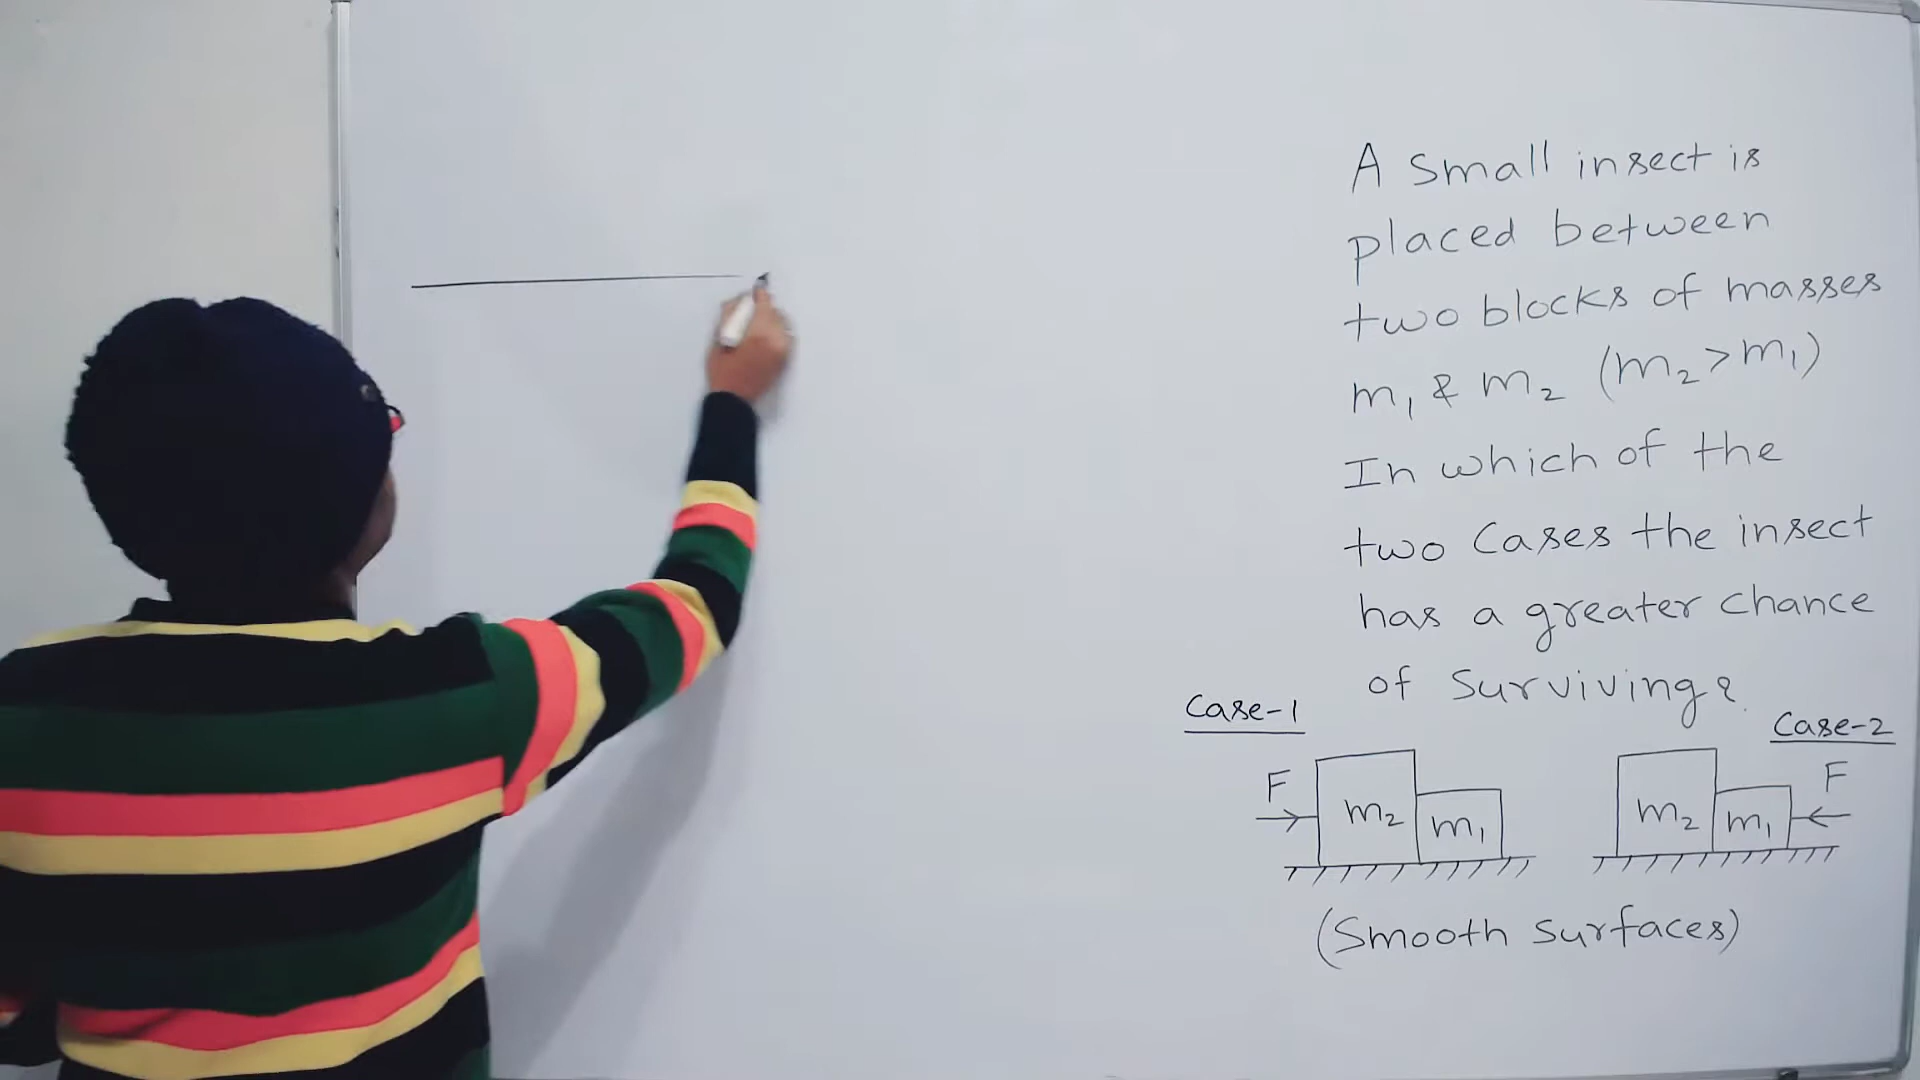 A small insect is
placed between
two blocks of masses
m₁ & m₂ (m₂ > m₁)
In which of the
two cases the insect
has a greater chance
of surviving?
Case-1
Case-2
F
m₂
m₁
m₂
m₁
F
(Smooth surfaces)